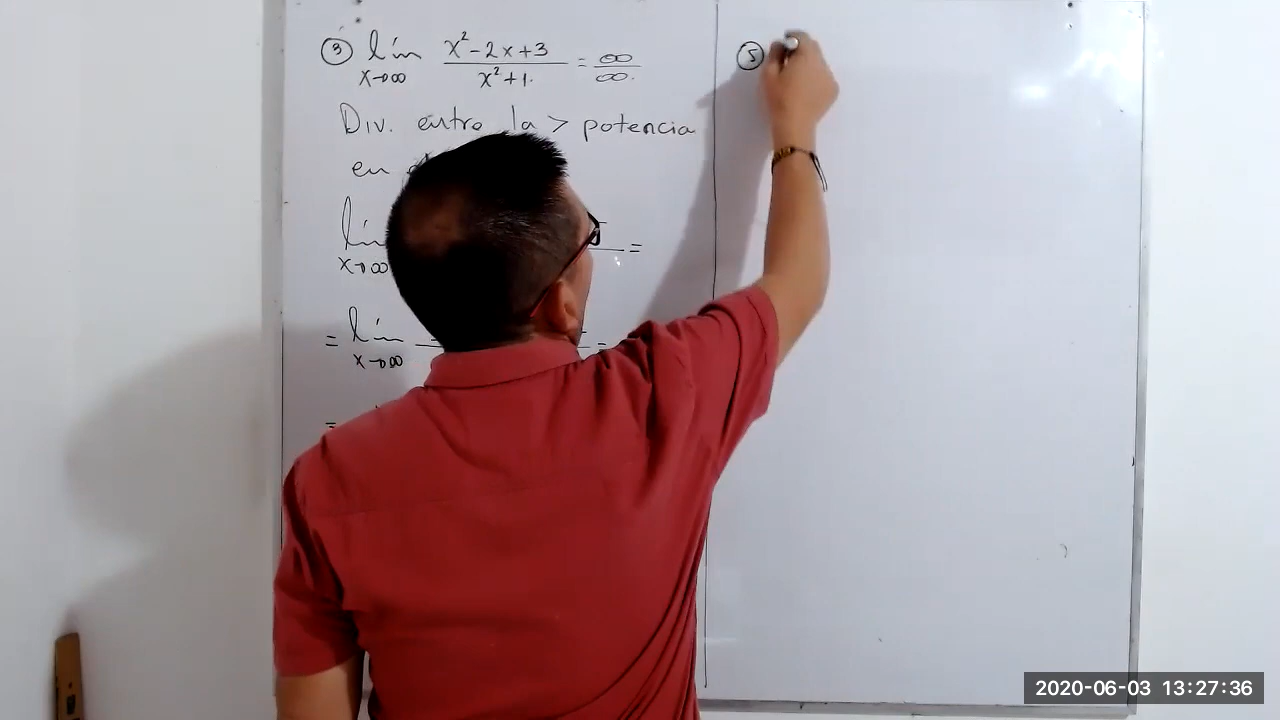 ③ lím x²-2x+3 = ∞
x→∞ x²+1 ∞
Div. entre la > potencia
en
lím =
x→∞
= lím =
x→∞
=
⑤
2020-06-03 13:27:36